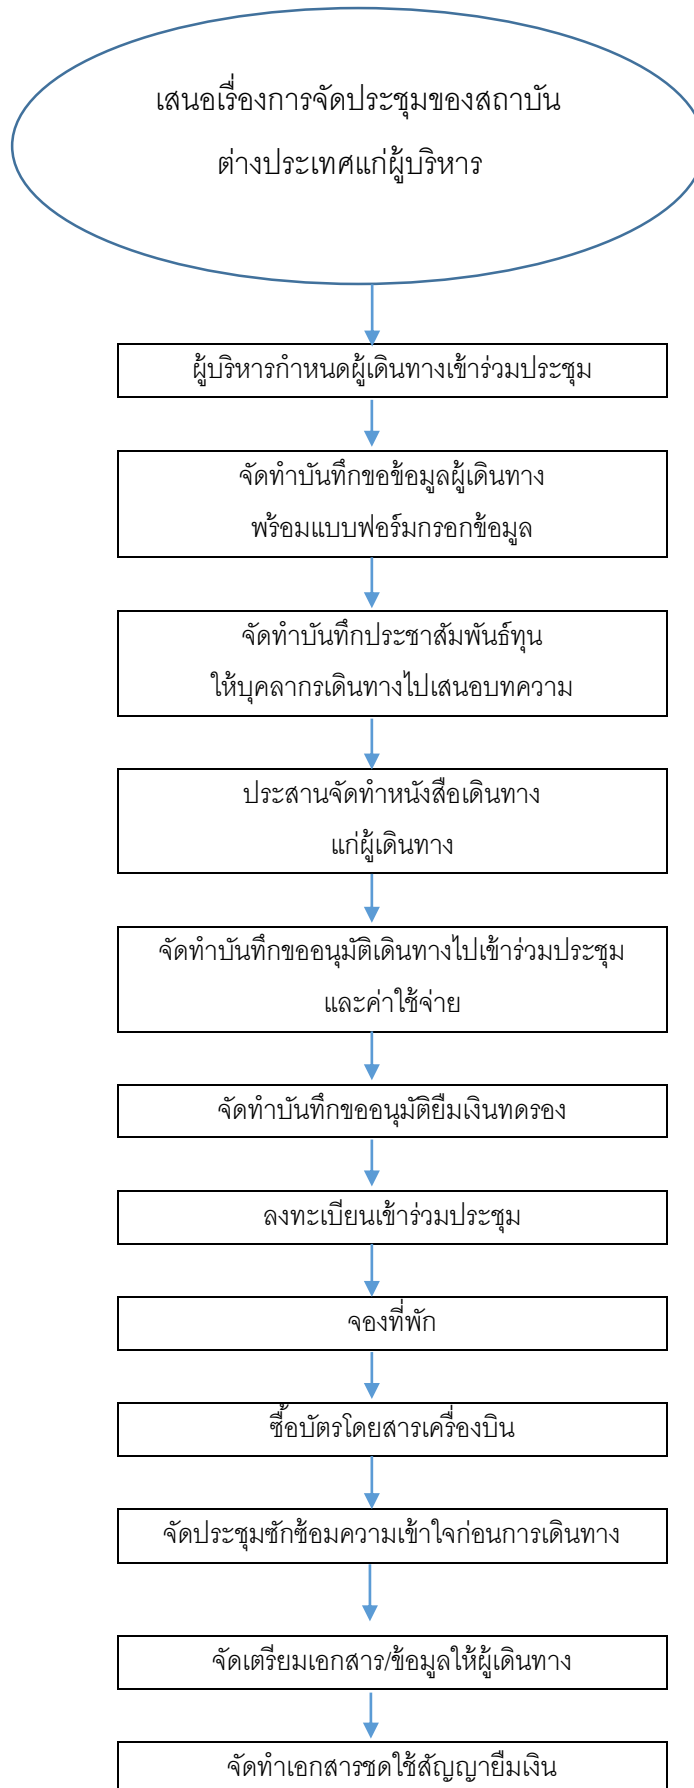 เสนอเรื่องการจัดประชุมของสถาบัน
ต่างประเทศแก่ผู้บริหาร
ผู้บริหารกำหนดผู้เดินทางเข้าร่วมประชุม
จัดทำบันทึกขอข้อมูลผู้เดินทาง
พร้อมแบบฟอร์มกรอกข้อมูล
จัดทำบันทึกประชาสัมพันธ์ทุน
ให้บุคลากรเดินทางไปเสนอบทความ
ประสานจัดทำหนังสือเดินทาง
แก่ผู้เดินทาง
จัดทำบันทึกขออนุมัติเดินทางไปเข้าร่วมประชุม
และค่าใช้จ่าย
จัดทำบันทึกขออนุมัติยืมเงินทดรอง
ลงทะเบียนเข้าร่วมประชุม
จองที่พัก
ซื้อบัตรโดยสารเครื่องบิน
จัดประชุมซักซ้อมความเข้าใจก่อนการเดินทาง
จัดเตรียมเอกสาร/ข้อมูลให้ผู้เดินทาง
จัดทำเอกสารชดใช้สัญญายืมเงิน